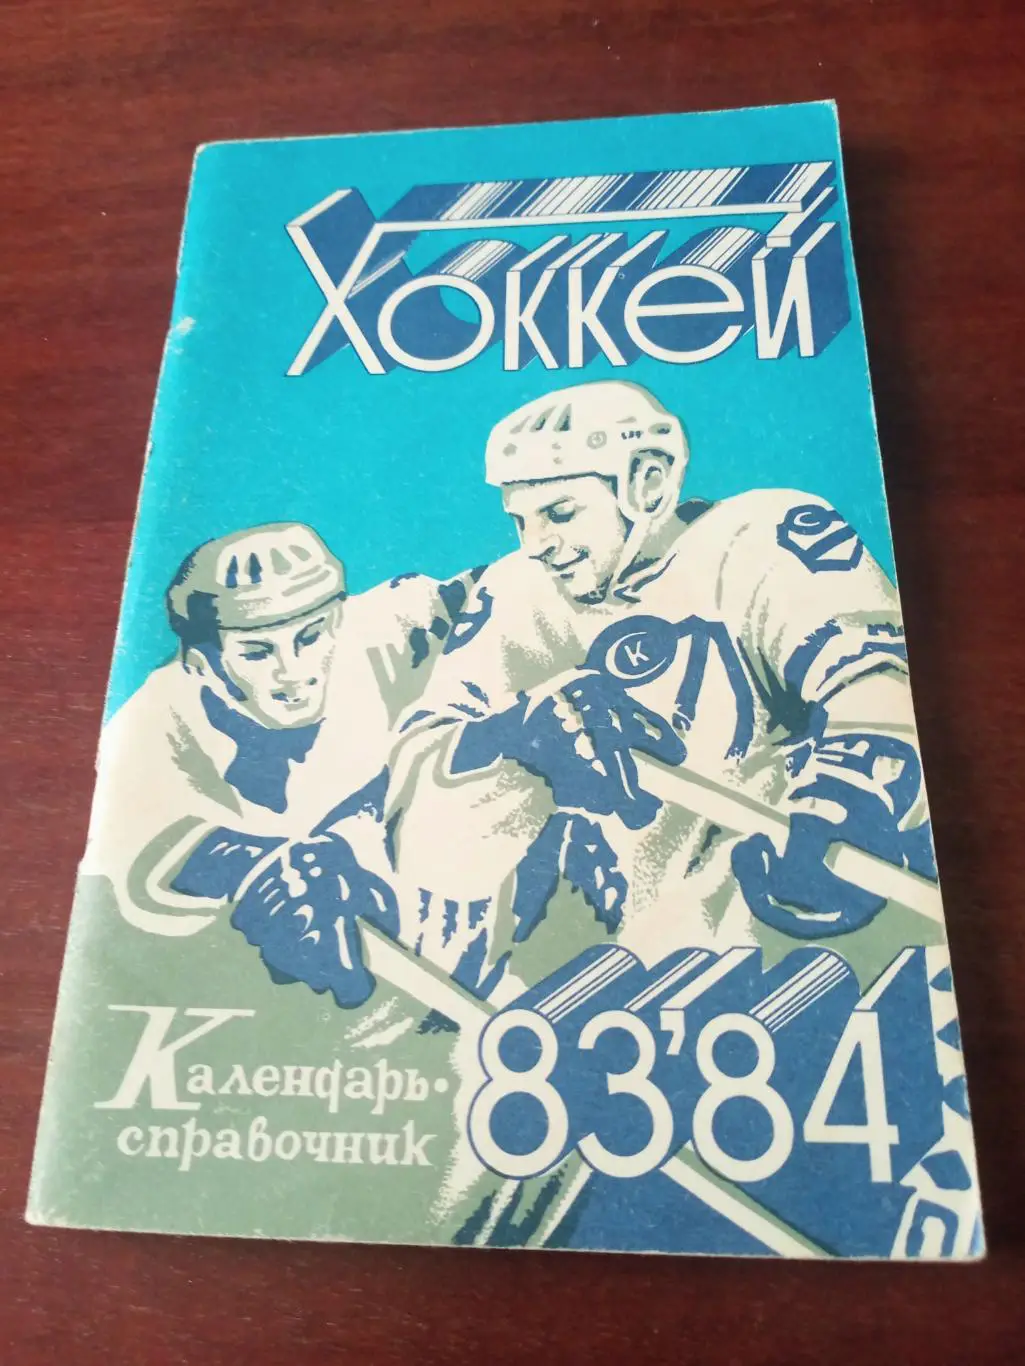 Хоккей
К
Календарь-
справочник
83'84